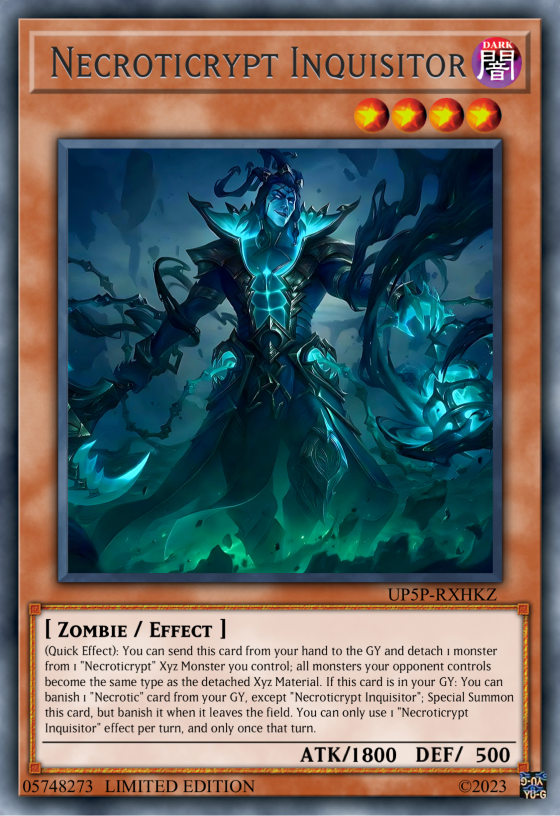 Necroticrypt Inquisitor
DARK
闇
UP5P-RXHKZ
[ Zombie / Effect ]
(Quick Effect): You can send this card from your hand to the GY and detach 1 monster
from 1 "Necroticrypt" Xyz Monster you control; all monsters your opponent controls
become the same type as the detached Xyz Material. If this card is in your GY: You can
banish 1 "Necrotic" card from your GY, except "Necroticrypt Inquisitor"; Special Summon
this card, but banish it when it leaves the field. You can only use 1 "Necroticrypt
Inquisitor" effect per turn, and only once that turn.
ATK/1800 DEF/ 500
05748273 LIMITED EDITION
©2023